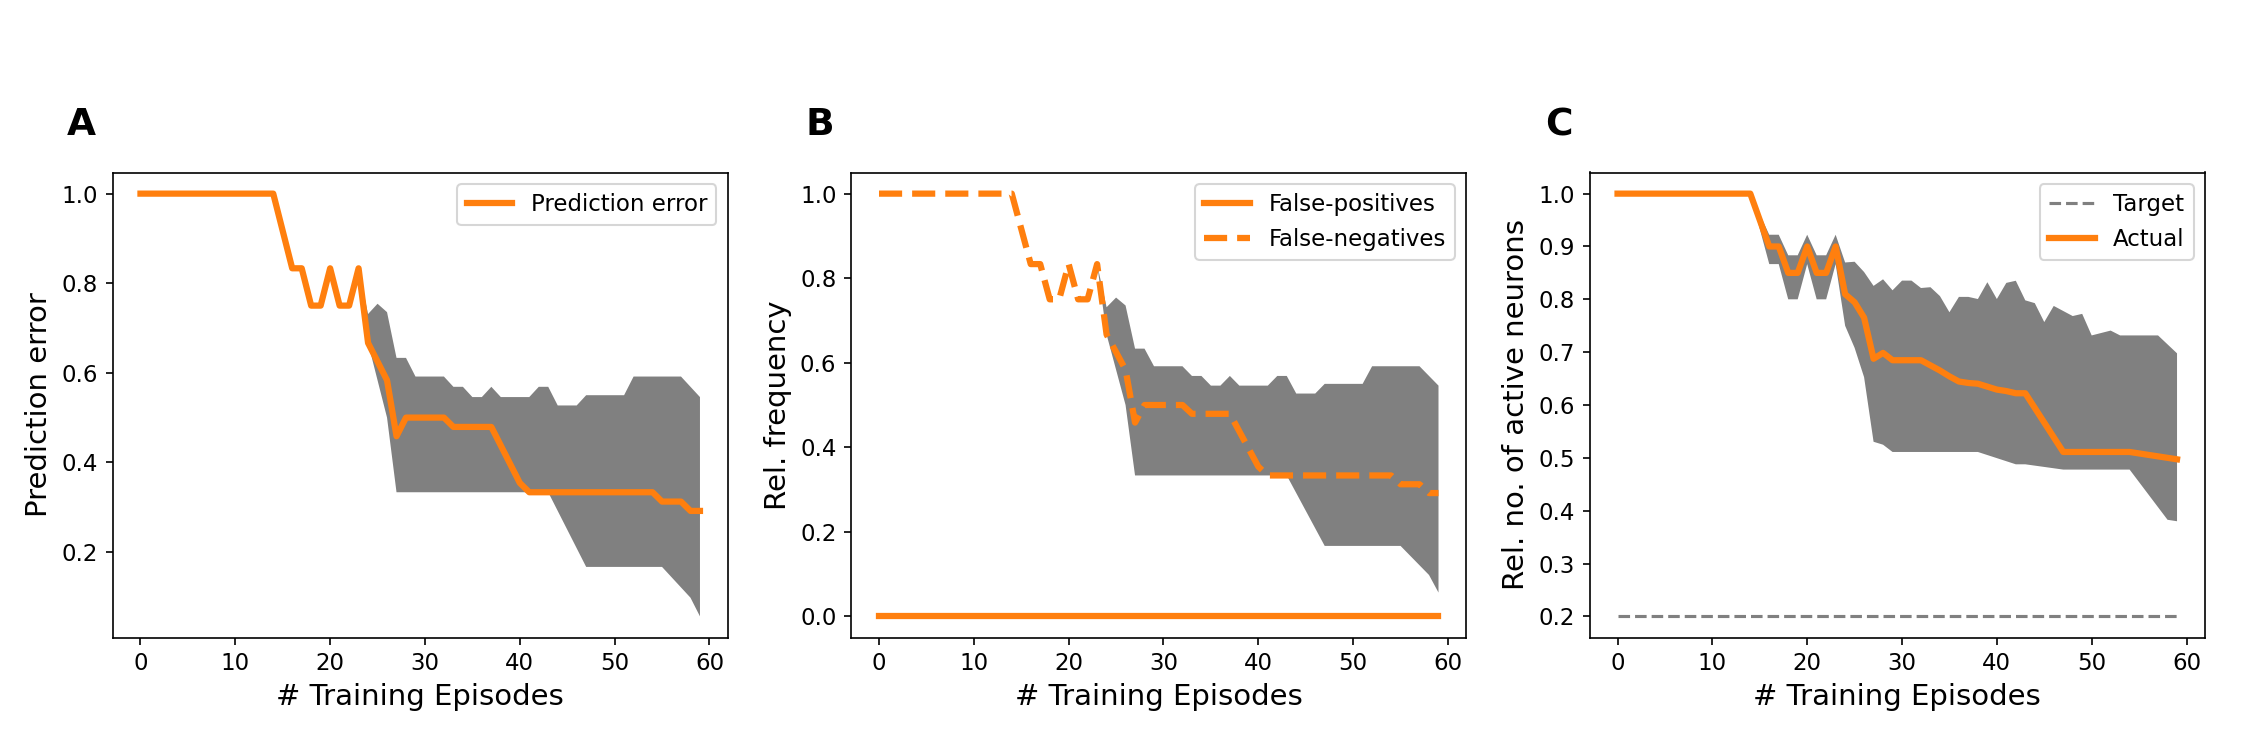 A
B
C
Prediction error
1.0
0.8
0.6
0.4
0.2
Prediction error
0 10 20 30 40 50 60
# Training Episodes
Rel. frequency
1.0
0.8
0.6
0.4
0.2
0.0
False-positives
False-negatives
0 10 20 30 40 50 60
# Training Episodes
Rel. no. of active neurons
1.0
0.9
0.8
0.7
0.6
0.5
0.4
0.3
0.2
Target
Actual
0 10 20 30 40 50 60
# Training Episodes